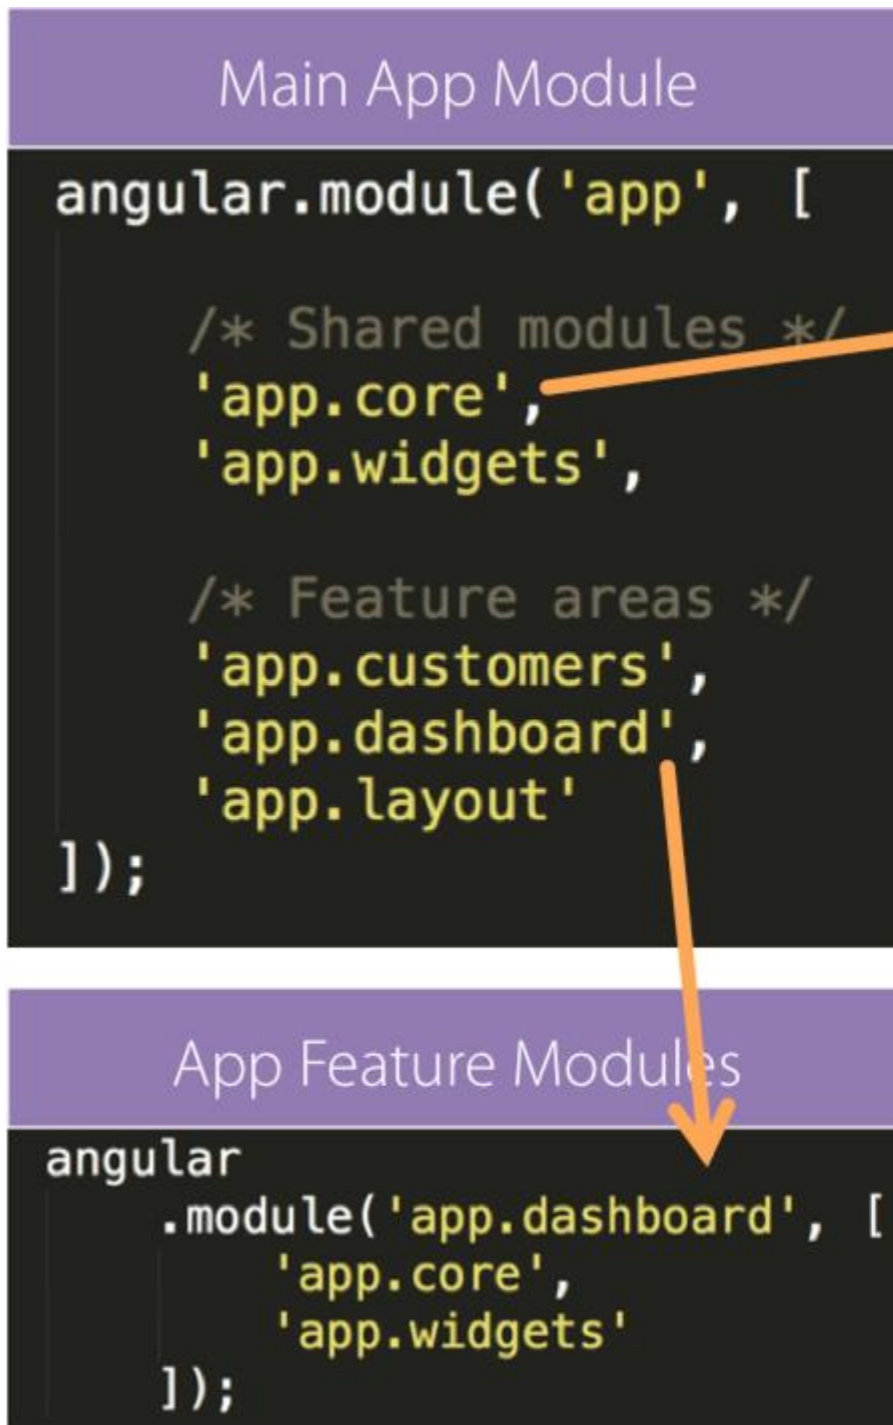 Main App Module
angular.module('app', [
/* Shared modules */
'app.core',
'app.widgets',
/* Feature areas */
'app.customers',
'app.dashboard',
'app.layout'
]);
App Feature Modules
angular
.module('app.dashboard', [
'app.core',
'app.widgets'
]);